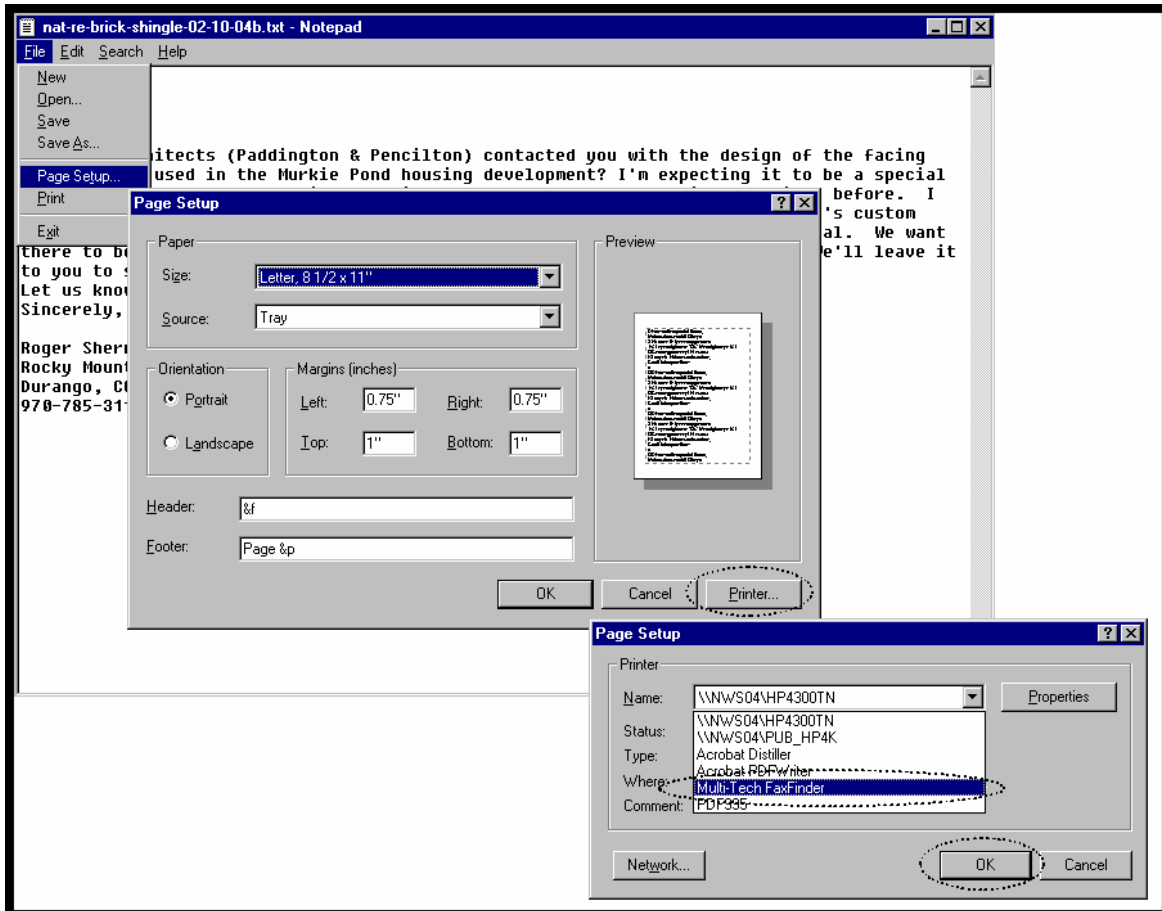 nat-re-brick-shingle-02-10-04b.txt - Notepad
File Edit Search Help
New
Open...
Save
Save As...
Page Setup...
Print
Exit
itects (Paddington & Pencilton) contacted you with the design of the facing
used in the Murkie Pond housing development? I'm expecting it to be a special
before. I
's custom
al. We want
there to b
e'll leave it
to you to s
Let us kno
Sincerely,
Roger Sher
Rocky Mount
Durango, C
970-785-31
Page Setup
Paper
Size: Letter, 8 1/2 x 11"
Source: Tray
Orientation
Portrait
Landscape
Margins (inches)
Left: 0.75" Right: 0.75"
Top: 1" Bottom: 1"
Preview
Header: &f
Footer: Page &p
OK Cancel Printer...
Page Setup
Printer
Name: \\NWS04\HP4300TN Properties
\\NWS04\HP4300TN
Status: \\NWS04\PUB_HP4K
Type: Acrobat Distiller
Acrobat PDFWriter
Where: Multi-Tech FaxFinder
Comment: PDF995
Network... OK Cancel